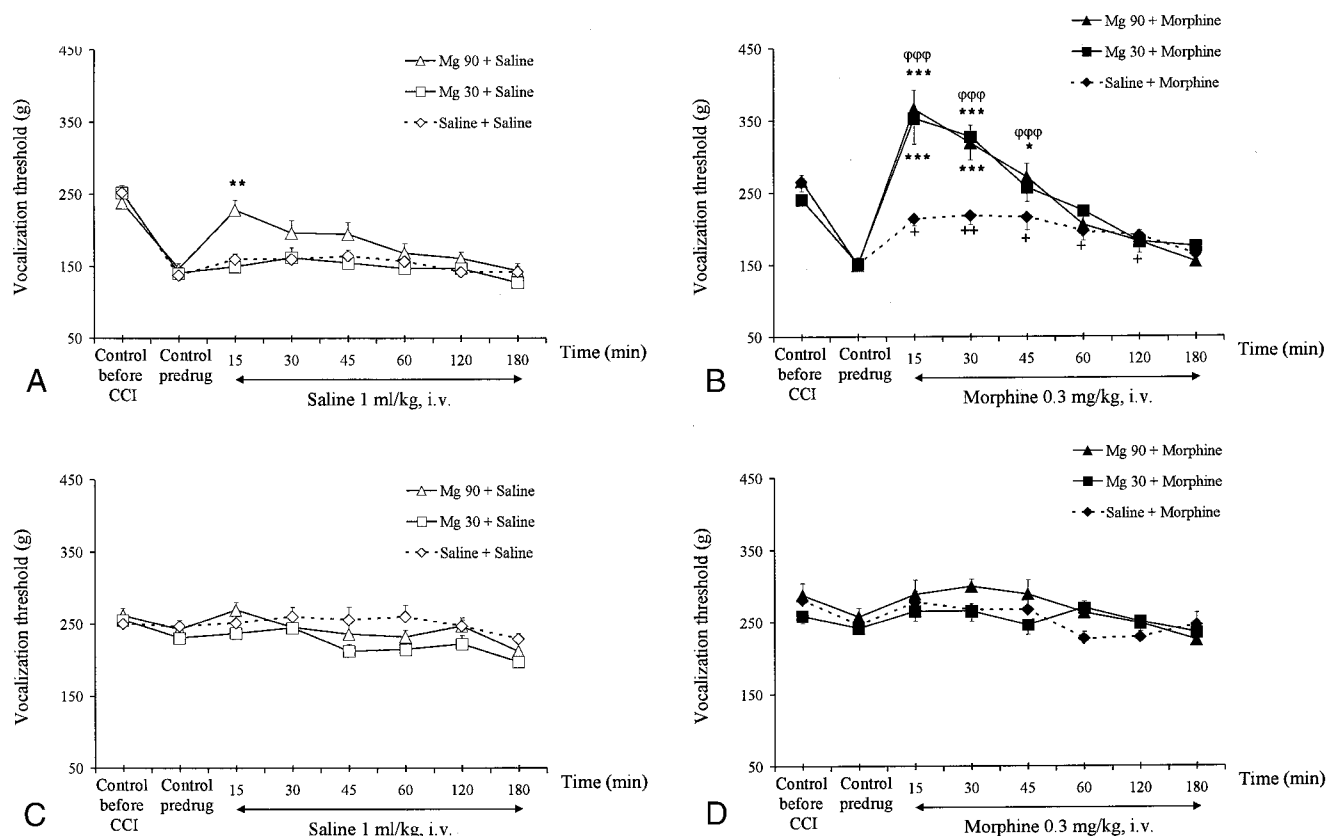 Vocalization threshold (g)
450
350
250
150
50
Mg 90 + Saline
Mg 30 + Saline
Saline + Saline
**
Control before CCI
Control predrug
15 30 45 60 120 180
Time (min)
Saline 1 ml/kg, i.v.
A
Vocalization threshold (g)
450
350
250
150
50
Mg 90 + Morphine
Mg 30 + Morphine
Saline + Morphine
φφφ
***
φφφ
***
φφφ
*
***
***
+ ++ + + +
Control before CCI
Control predrug
15 30 45 60 120 180
Time (min)
Morphine 0.3 mg/kg, i.v.
B
Vocalization threshold (g)
450
350
250
150
50
Mg 90 + Saline
Mg 30 + Saline
Saline + Saline
Control before CCI
Control predrug
15 30 45 60 120 180
Time (min)
Saline 1 ml/kg, i.v.
C
Vocalization threshold (g)
450
350
250
150
50
Mg 90 + Morphine
Mg 30 + Morphine
Saline + Morphine
Control before CCI
Control predrug
15 30 45 60 120 180
Time (min)
Morphine 0.3 mg/kg, i.v.
D